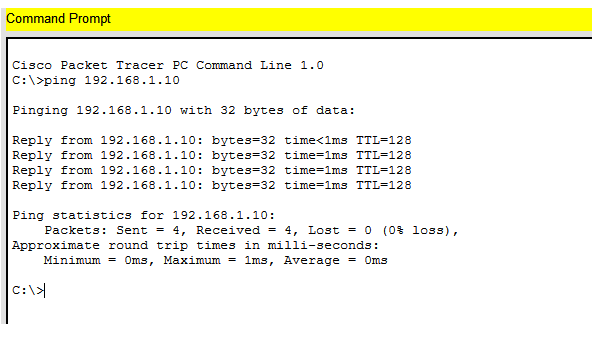 Command Prompt
Cisco Packet Tracer PC Command Line 1.0
C:\>ping 192.168.1.10
Pinging 192.168.1.10 with 32 bytes of data:
Reply from 192.168.1.10: bytes=32 time<1ms TTL=128
Reply from 192.168.1.10: bytes=32 time=1ms TTL=128
Reply from 192.168.1.10: bytes=32 time=1ms TTL=128
Reply from 192.168.1.10: bytes=32 time=1ms TTL=128
Ping statistics for 192.168.1.10:
    Packets: Sent = 4, Received = 4, Lost = 0 (0% loss),
Approximate round trip times in milli-seconds:
    Minimum = 0ms, Maximum = 1ms, Average = 0ms
C:\>